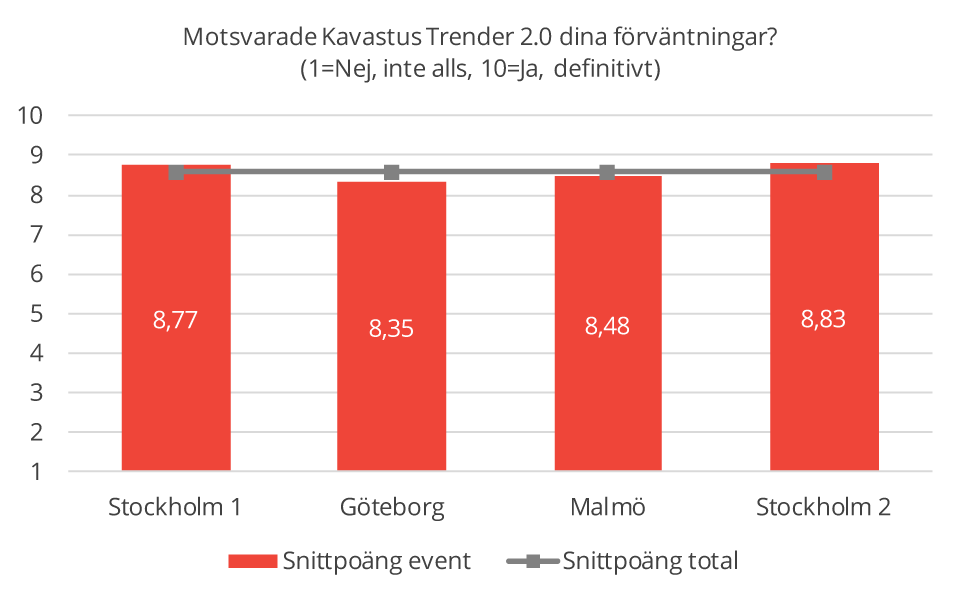 Motsvarade Kavastus Trender 2.0 dina förväntningar?
(1=Nej, inte alls, 10=Ja, definitivt)
10
9
8
7
6
5
4
3
2
1
8,77
8,35
8,48
8,83
Stockholm 1
Göteborg
Malmö
Stockholm 2
Snittpoäng event
Snittpoäng total